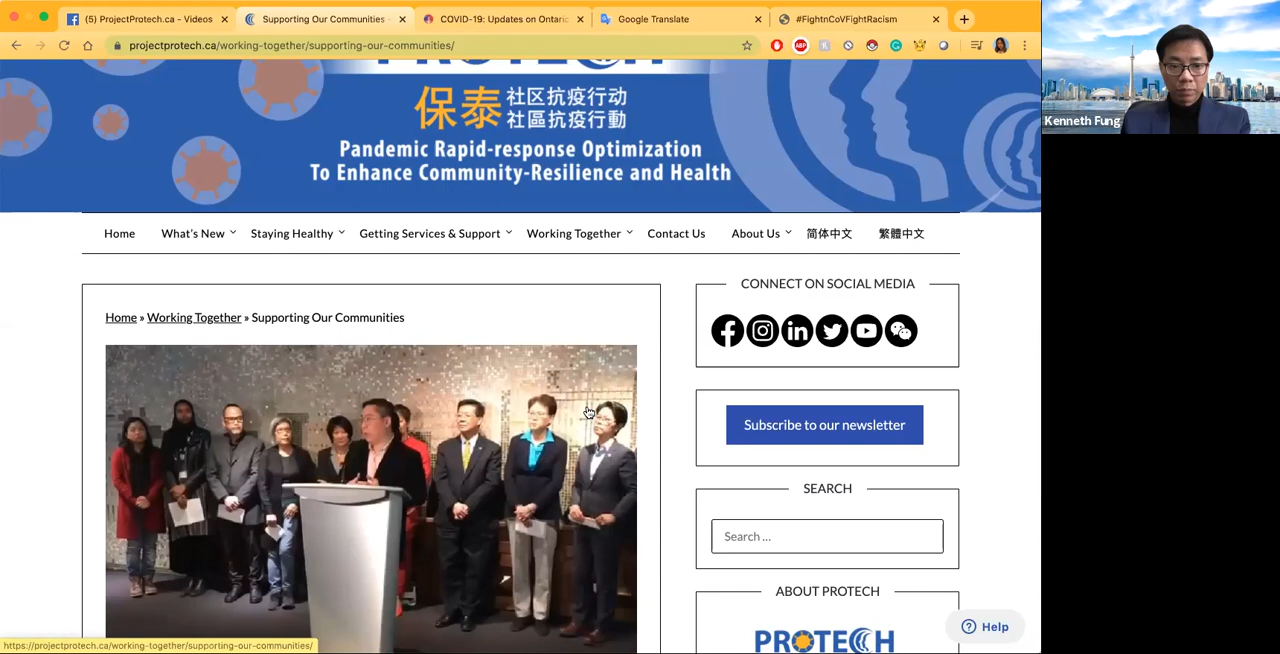 (5) ProjectProtech.ca - Videos
Supporting Our Communities -
COVID-19: Updates on Ontario
Google Translate
#FightnCoVFightRacism
projectprotech.ca/working-together/supporting-our-communities/
ABP
Kenneth Fung
PROTECH
保泰 社区抗疫行动
社區抗疫行動
Pandemic Rapid-response Optimization
To Enhance Community-Resilience and Health
Home What's New Staying Healthy Getting Services & Support Working Together Contact Us About Us 简体中文 繁體中文
Home » Working Together » Supporting Our Communities
CONNECT ON SOCIAL MEDIA
Subscribe to our newsletter
SEARCH
Search ...
ABOUT PROTECH
PROTECH
Help
https://projectprotech.ca/working-together/supporting-our-communities/